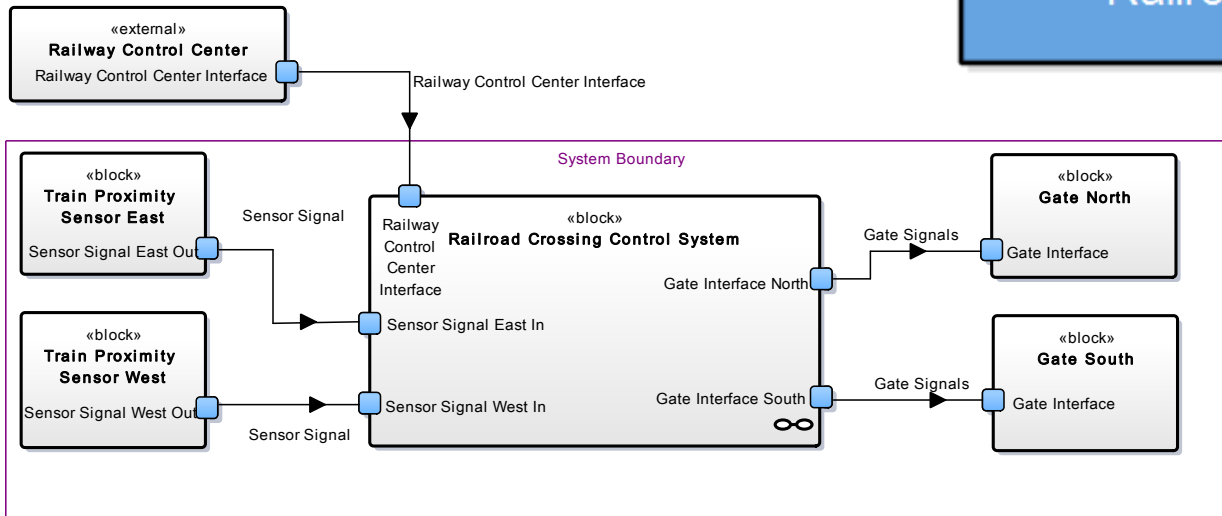 «external»
Railway Control Center
Railway Control Center Interface
Railway Control Center Interface
System Boundary
«block»
Train Proximity
Sensor East
Sensor Signal East Out
Sensor Signal
«block»
Train Proximity
Sensor West
Sensor Signal West Out
Sensor Signal
«block»
Railroad Crossing Control System
Railway
Control
Center
Interface
Gate Interface North
Sensor Signal East In
Sensor Signal West In
Gate Interface South
Gate Signals
«block»
Gate North
Gate Interface
Gate Signals
«block»
Gate South
Gate Interface